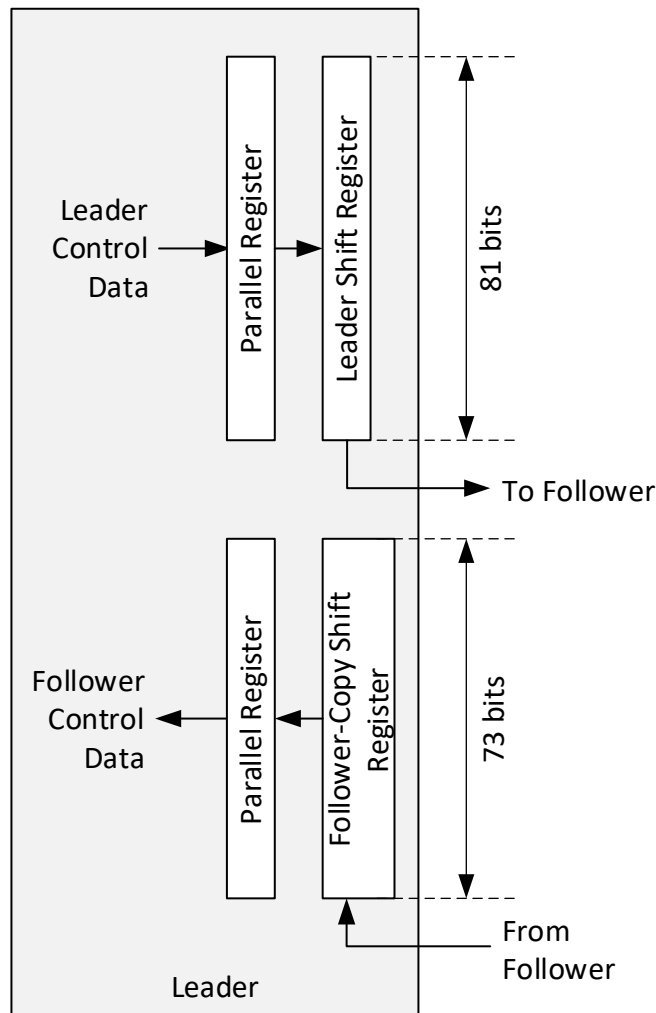 Leader
Control
Data
Parallel Register
Leader Shift Register
81 bits
To Follower
Follower
Control
Data
Parallel Register
Follower-Copy Shift
Register
73 bits
From
Follower
Leader